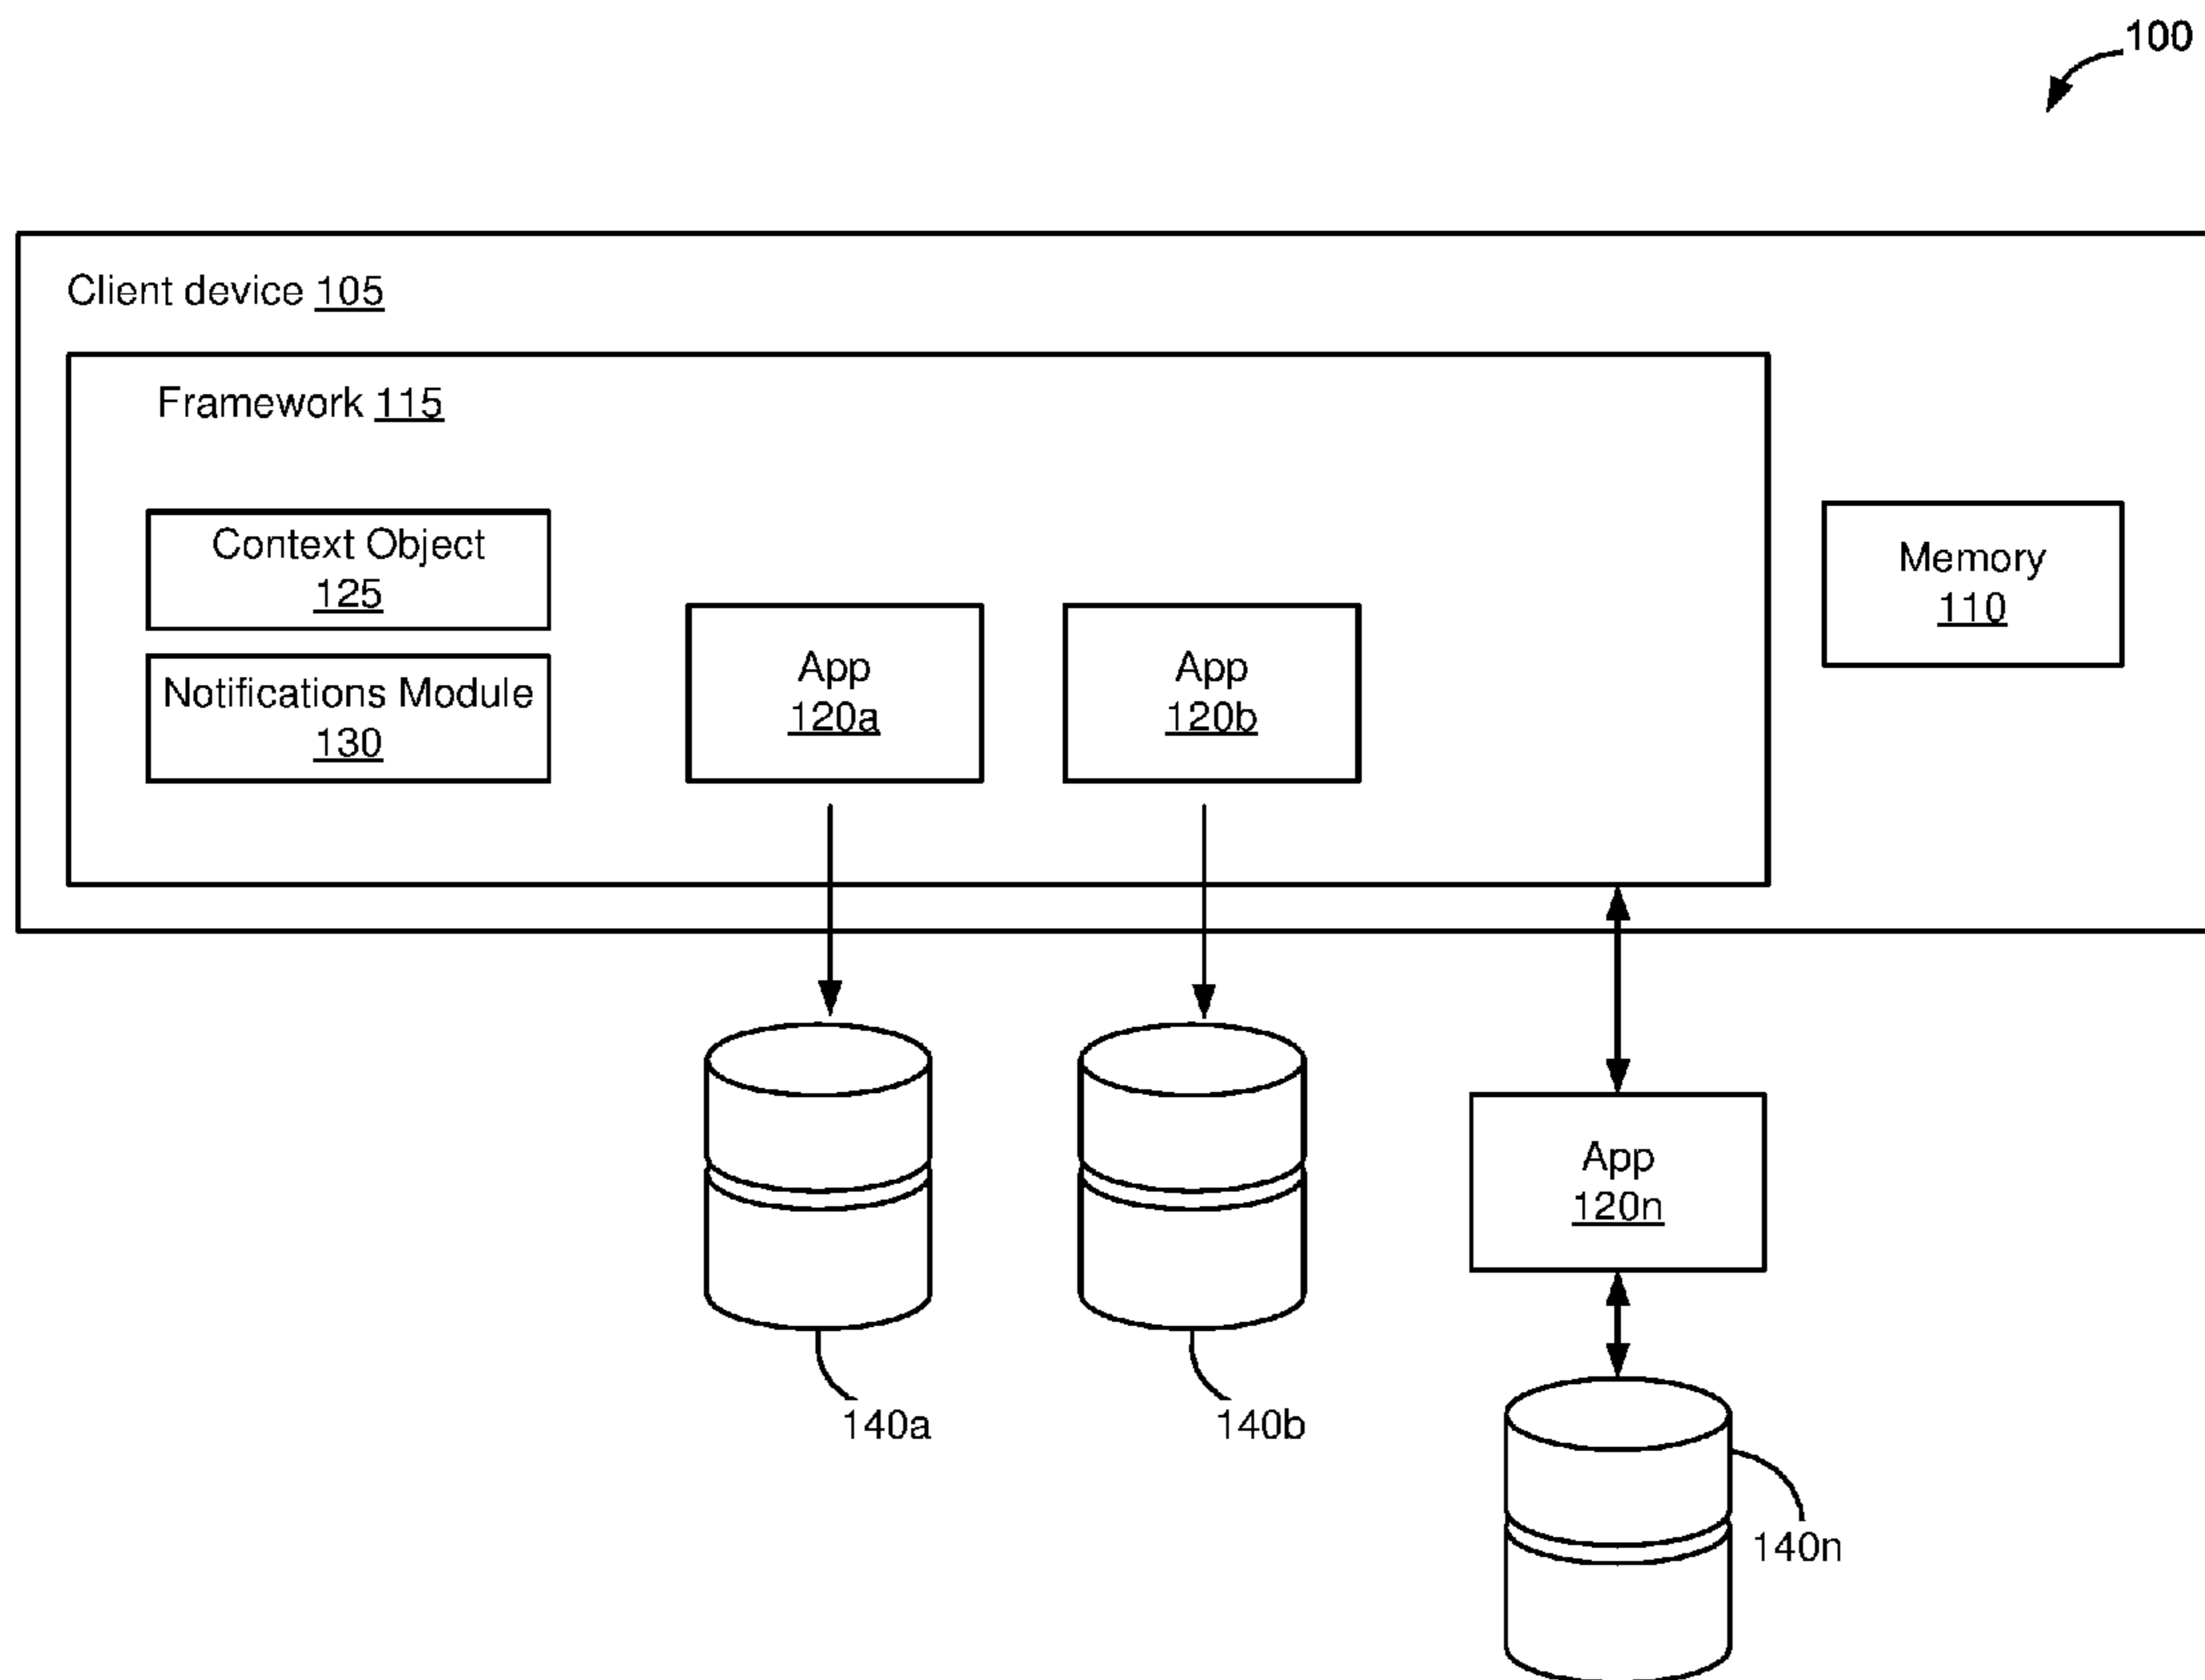 100
Client device 105
Framework 115
Context Object
125
Notifications Module
130
App
120a
App
120b
Memory
110
App
120n
140a
140b
140n